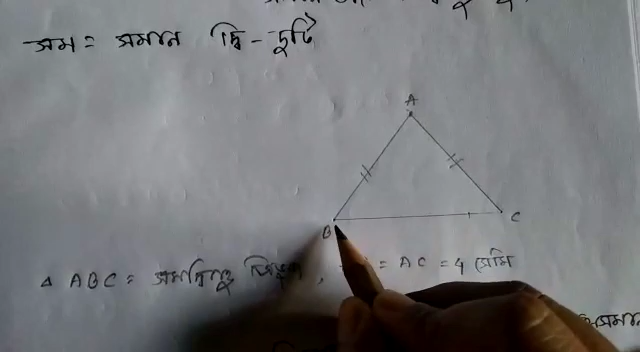 সম = সমান দ্বি - দুটি
A
B
C
Δ ABC = সমদ্বিবাহু ত্রিভুজ, = AC = 4 সেমি